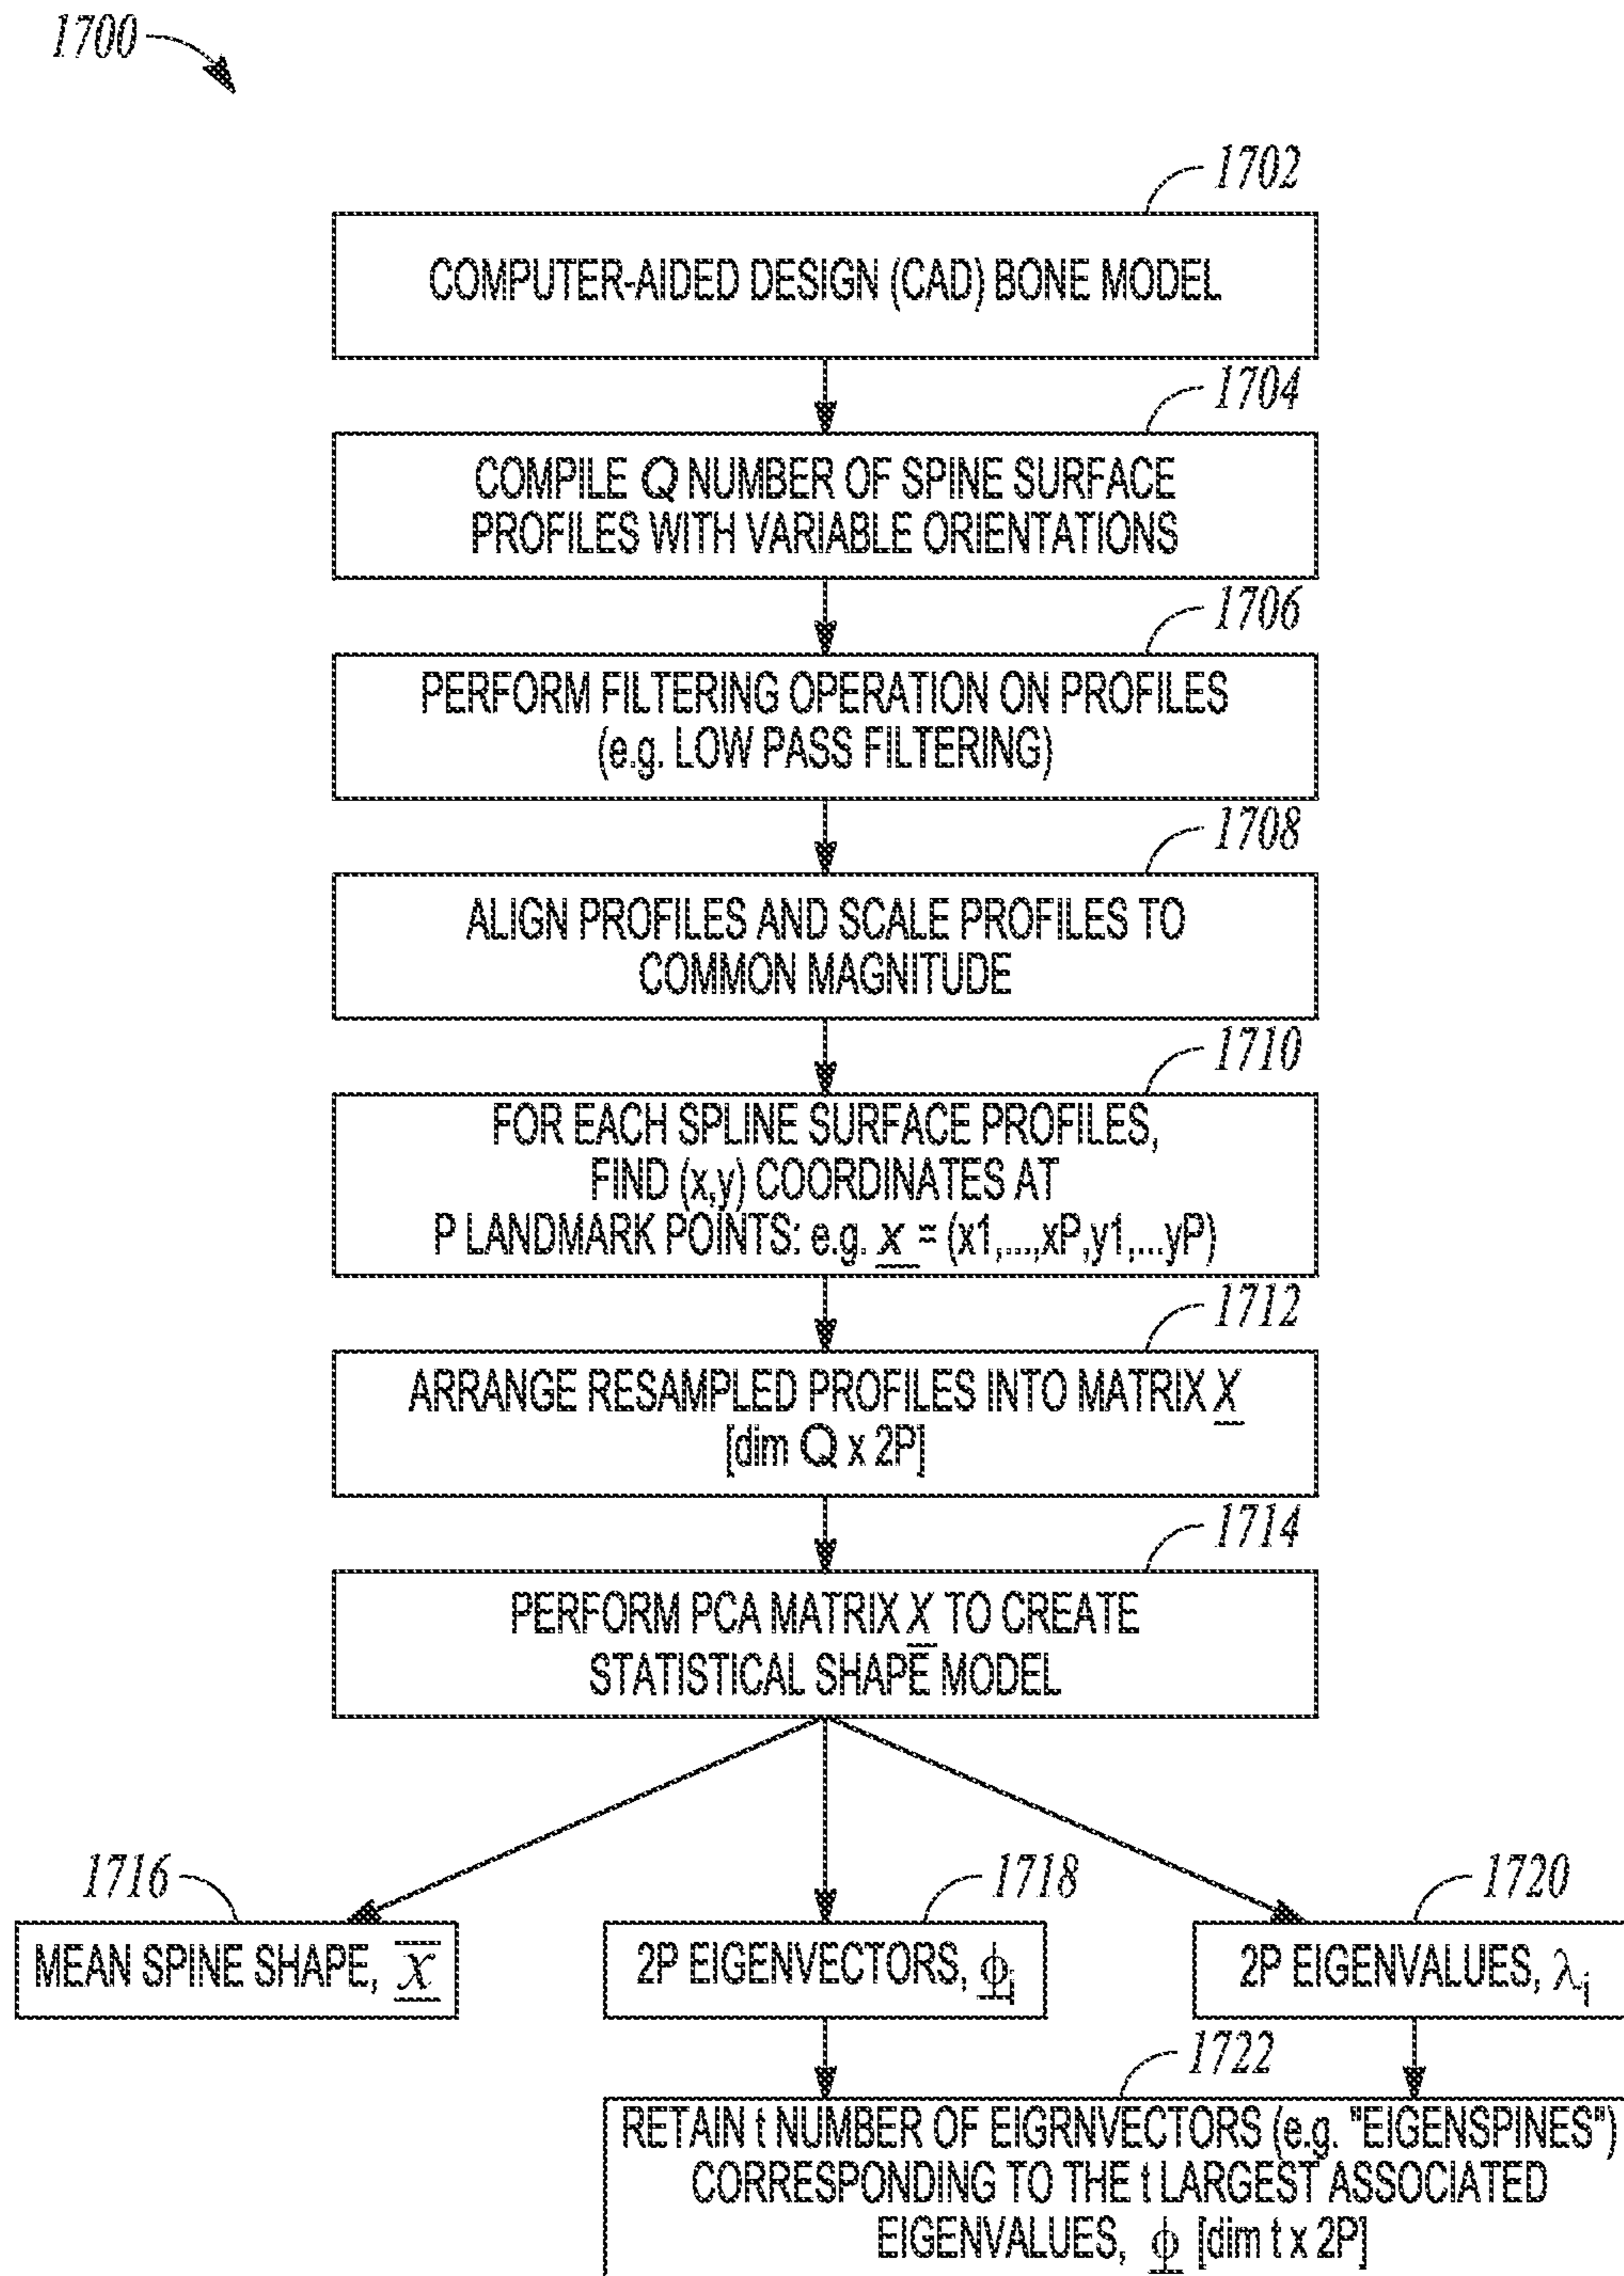 1700
1702
COMPUTER-AIDED DESIGN (CAD) BONE MODEL
1704
COMPILE Q NUMBER OF SPINE SURFACE
PROFILES WITH VARIABLE ORIENTATIONS
1706
PERFORM FILTERING OPERATION ON PROFILES
(e.g. LOW PASS FILTERING)
1708
ALIGN PROFILES AND SCALE PROFILES TO
COMMON MAGNITUDE
1710
FOR EACH SPLINE SURFACE PROFILES,
FIND (x,y) COORDINATES AT
P LANDMARK POINTS: e.g. x = (x1,...,xP,y1,...yP)
1712
ARRANGE RESAMPLED PROFILES INTO MATRIX X
[dim Q x 2P]
1714
PERFORM PCA MATRIX X TO CREATE
STATISTICAL SHAPE MODEL
1716
MEAN SPINE SHAPE, x̅
1718
2P EIGENVECTORS, ϕi
1720
2P EIGENVALUES, λi
1722
RETAIN t NUMBER OF EIGRNVECTORS (e.g. "EIGENSPINES")
CORRESPONDING TO THE t LARGEST ASSOCIATED
EIGENVALUES, ϕ [dim t x 2P]